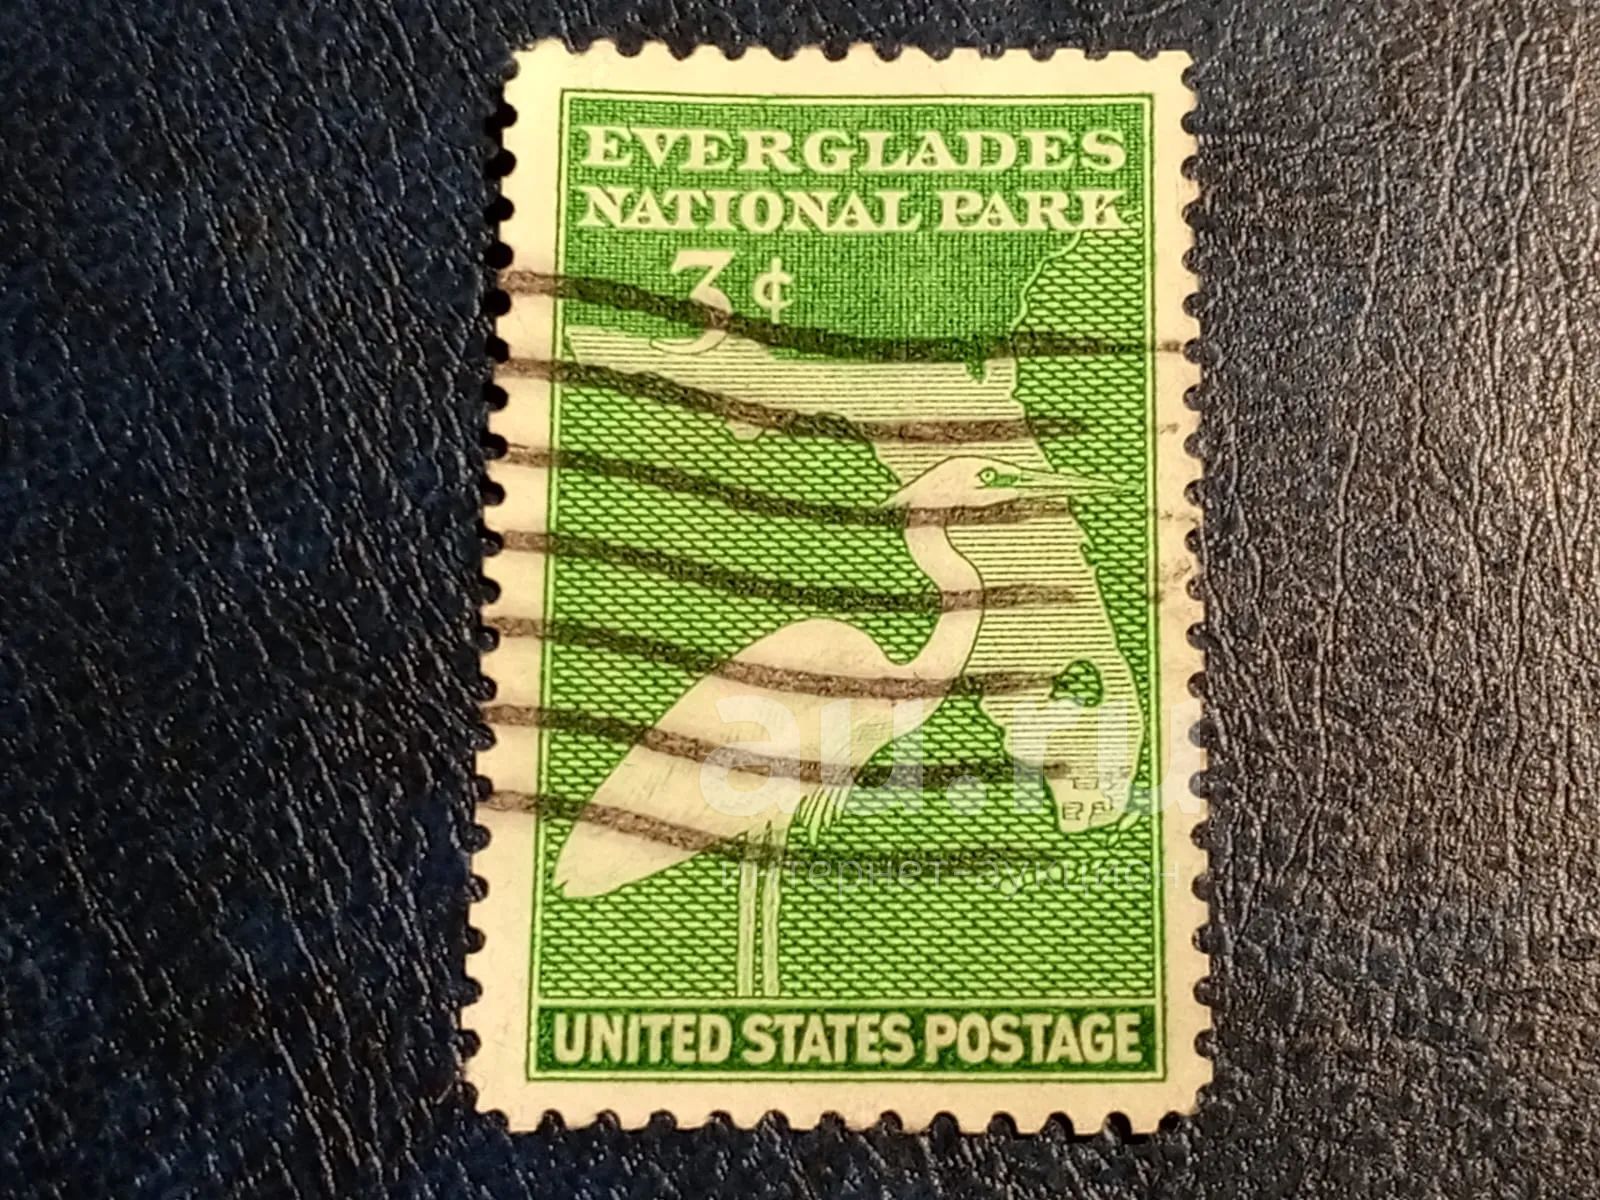 EVERGLADES
NATIONAL PARK
3¢
au.ru
интернет-аукцион
UNITED STATES POSTAGE